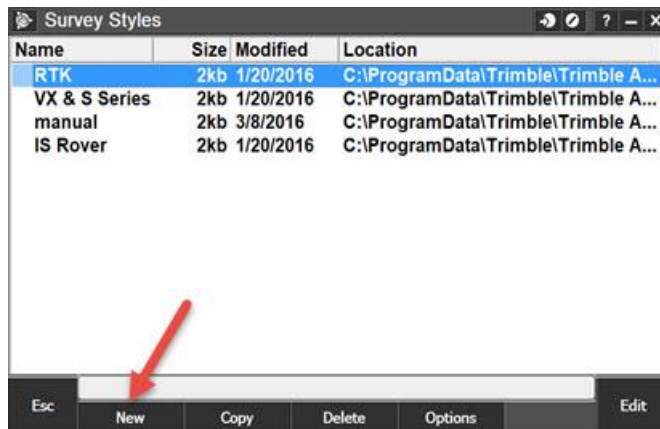 Survey Styles ? – X
Name Size Modified Location
RTK 2kb 1/20/2016 C:\ProgramData\Trimble\Trimble A...
VX & S Series 2kb 1/20/2016 C:\ProgramData\Trimble\Trimble A...
manual 2kb 3/8/2016 C:\ProgramData\Trimble\Trimble A...
IS Rover 2kb 1/20/2016 C:\ProgramData\Trimble\Trimble A...
Esc New Copy Delete Options Edit